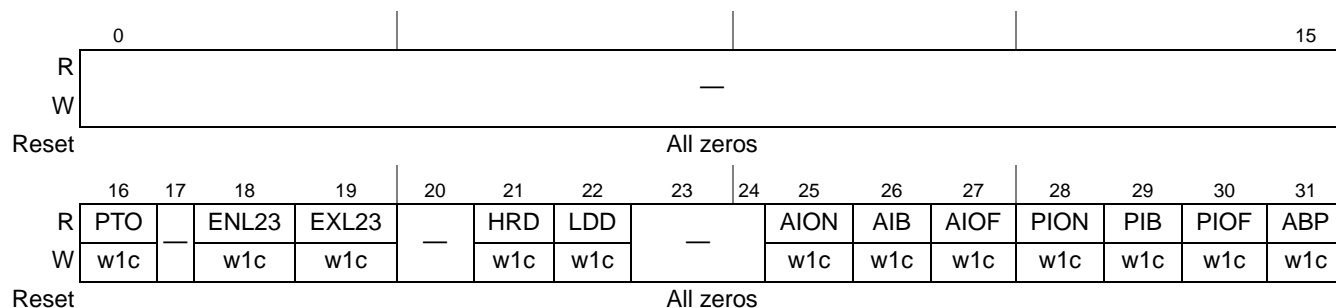 0 15
R
—
W
Reset All zeros
16 17 18 19 20 21 22 23 24 25 26 27 28 29 30 31
R PTO — ENL23 EXL23 — HRD LDD — AION AIB AIOF PION PIB PIOF ABP
W w1c w1c w1c w1c w1c w1c w1c w1c w1c w1c w1c w1c
Reset All zeros